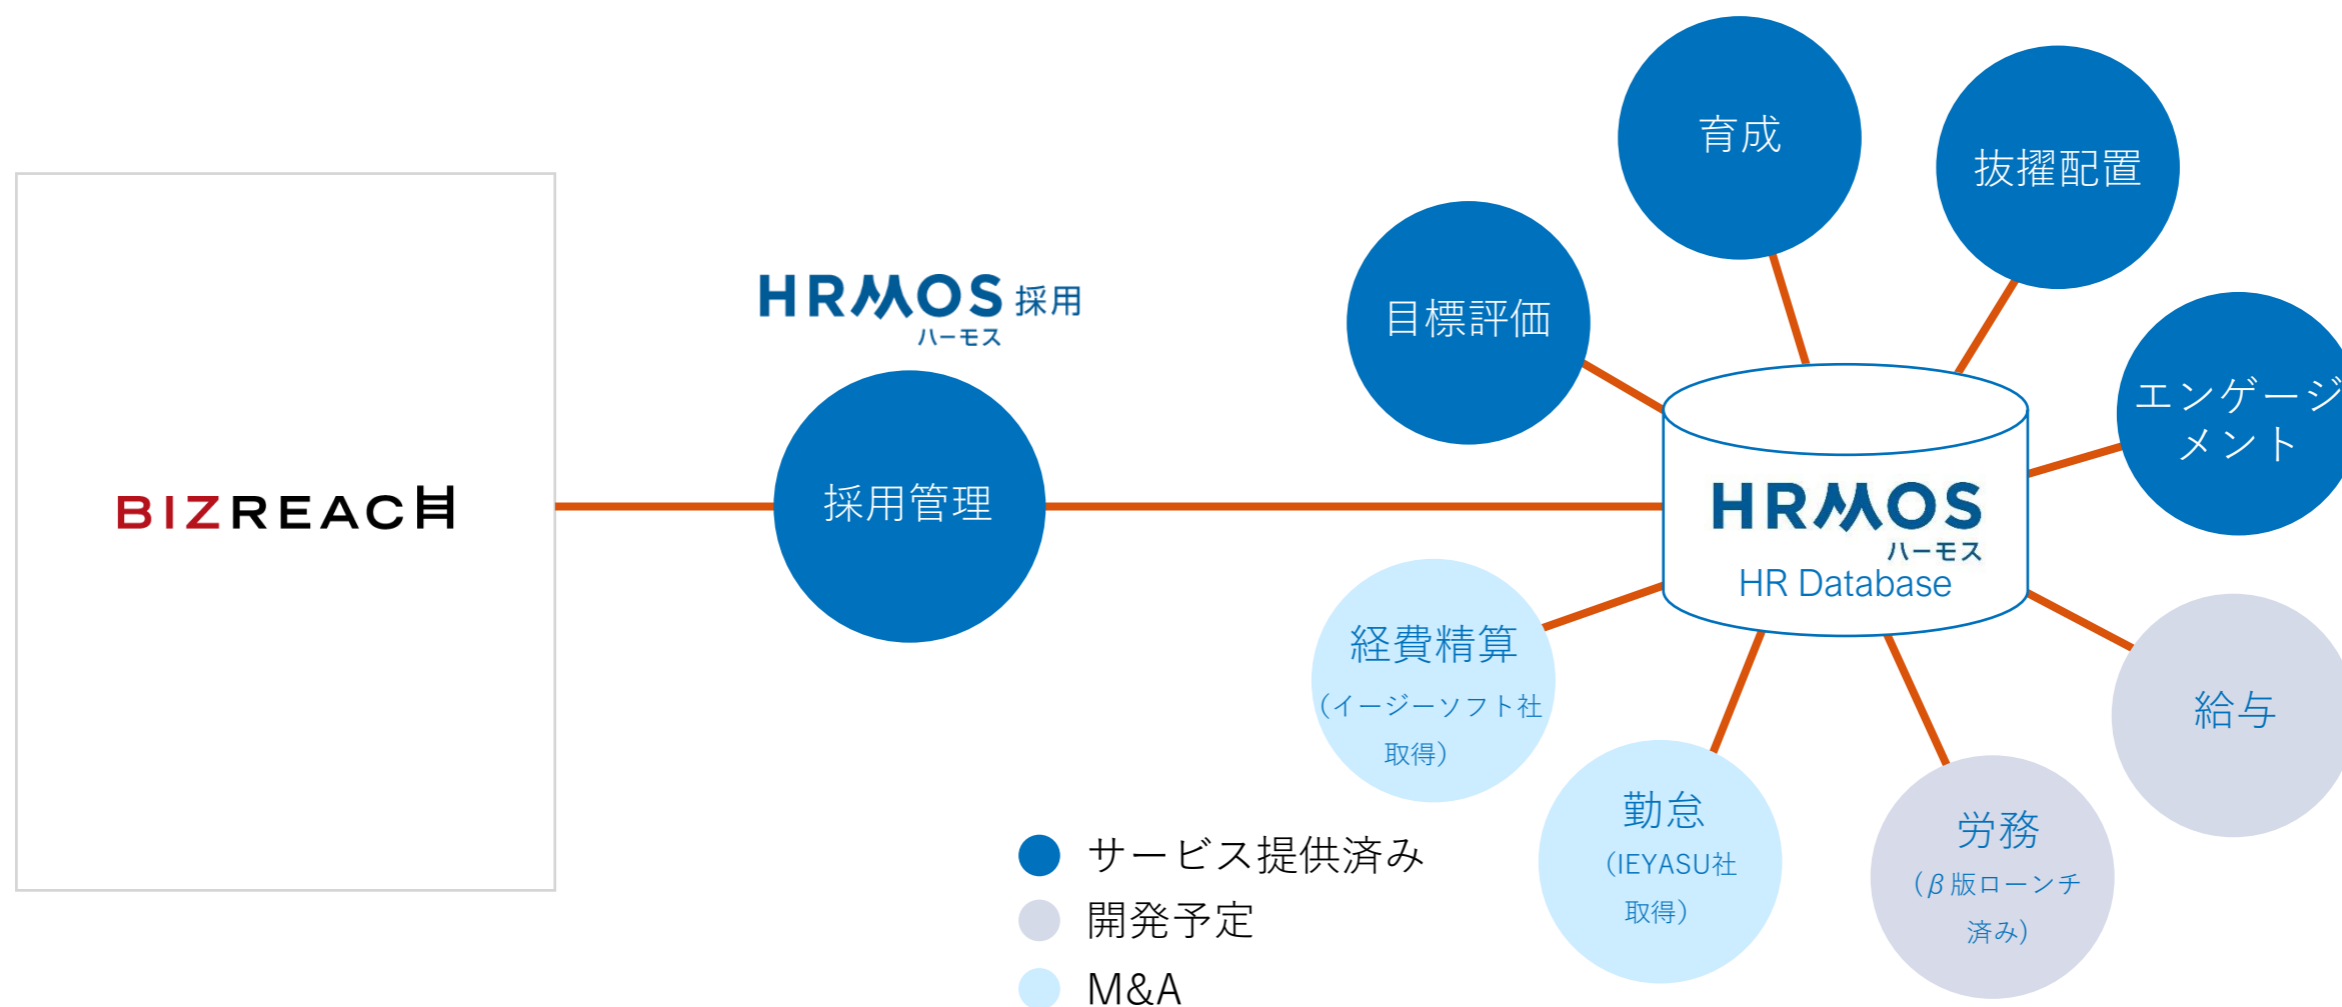 BIZREACH
HRMOS 採用
ハーモス
採用管理
育成
抜擢配置
目標評価
エンゲージ
メント
HRMOS
ハーモス
HR Database
経費精算
（イージーソフト社
取得）
勤怠
（IEYASU社
取得）
労務
（β版ローンチ
済み）
給与
サービス提供済み
開発予定
M&A